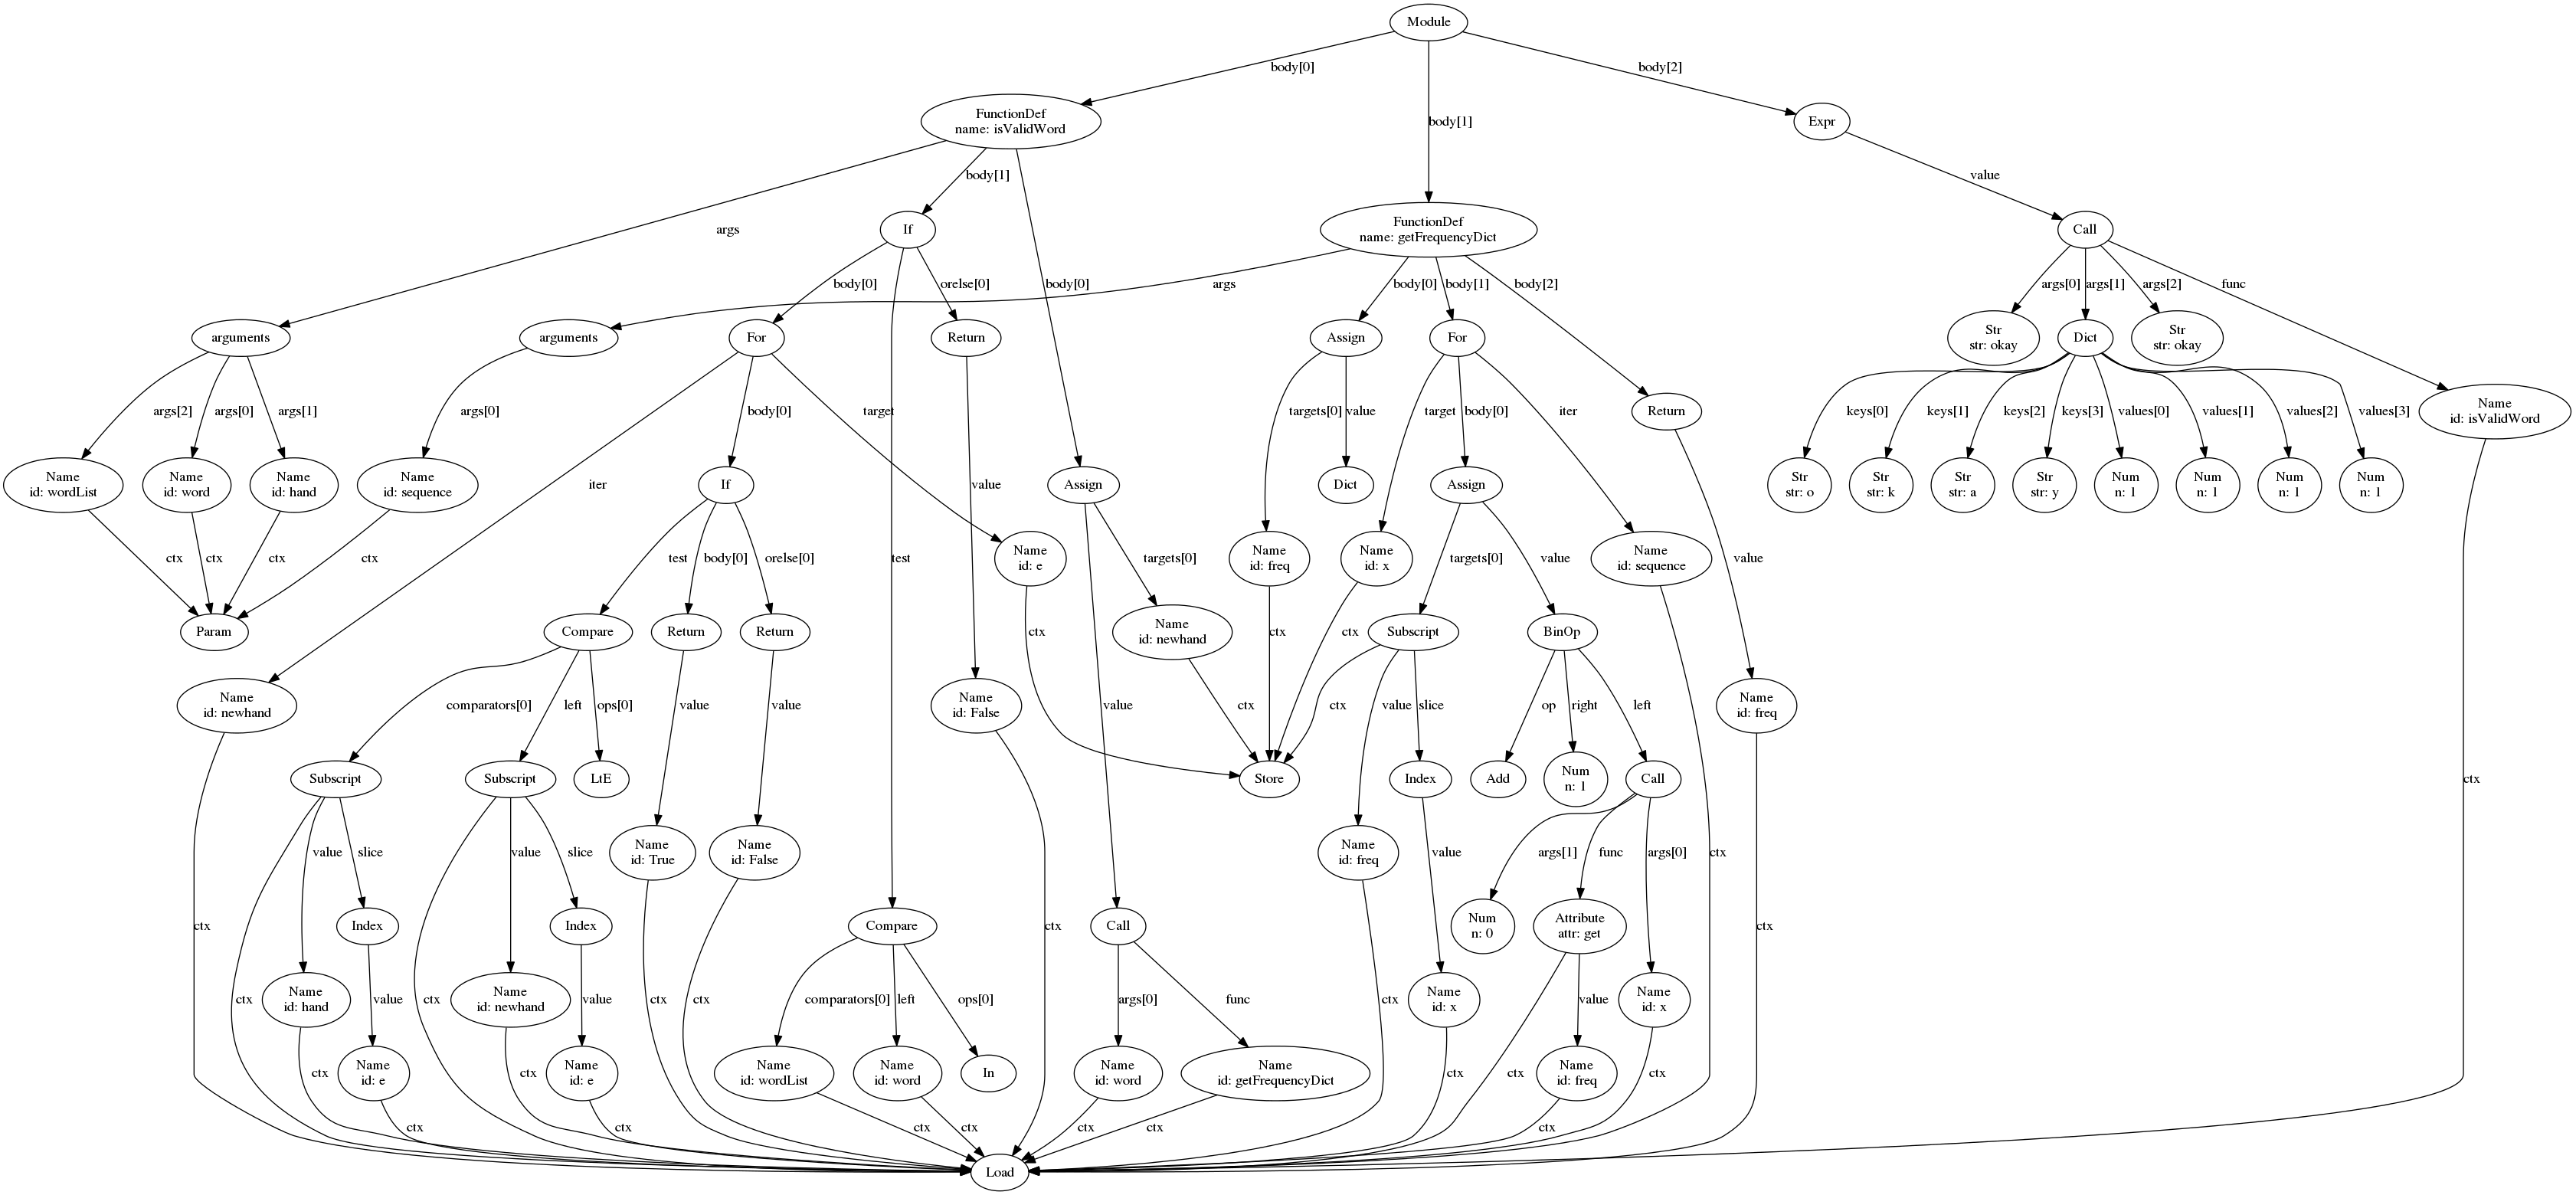 Module
body[0]
body[2]
FunctionDef
name: isValidWord
body[1]
Expr
body[1]
value
If
FunctionDef
name: getFrequencyDict
Call
args
body[0]
orelse[0]
body[0]
args
body[0]
body[1]
body[2]
args[0]
args[1]
args[2]
func
arguments
arguments
For
Return
Assign
For
Str
str: okay
Dict
Str
str: okay
args[2]
args[0]
args[1]
args[0]
body[0]
target
targets[0]
value
target
body[0]
iter
Return
keys[0]
keys[1]
keys[2]
keys[3]
values[0]
values[1]
values[2]
values[3]
Name
id: isValidWord
Name
id: wordList
Name
id: word
Name
id: hand
Name
id: sequence
iter
If
value
Assign
Dict
Assign
Str
str: o
Str
str: k
Str
str: a
Str
str: y
Num
n: 1
Num
n: 1
Num
n: 1
Num
n: 1
ctx
ctx
ctx
ctx
test
body[0]
orelse[0]
test
Name
id: e
targets[0]
Name
id: freq
Name
id: x
targets[0]
value
Name
id: sequence
value
Param
Compare
Return
Return
ctx
Name
id: newhand
ctx
ctx
Subscript
BinOp
Name
id: newhand
comparators[0]
left
ops[0]
value
value
Name
id: False
value
ctx
ctx
value
slice
op
right
left
Name
id: freq
Subscript
Subscript
LtE
Store
Index
Add
Num
n: 1
Call
ctx
value
slice
value
slice
Name
id: True
Name
id: False
Name
id: freq
value
args[1]
func
args[0]
ctx
ctx
Index
Index
Compare
ctx
Call
Num
n: 0
Attribute
attr: get
ctx
ctx
Name
id: hand
value
ctx
Name
id: newhand
value
ctx
ctx
comparators[0]
left
ops[0]
args[0]
func
ctx
Name
id: x
value
Name
id: x
ctx
Name
id: e
ctx
Name
id: e
Name
id: wordList
Name
id: word
In
Name
id: word
Name
id: getFrequencyDict
ctx
ctx
Name
id: freq
ctx
ctx
ctx
ctx
ctx
ctx
ctx
ctx
Load